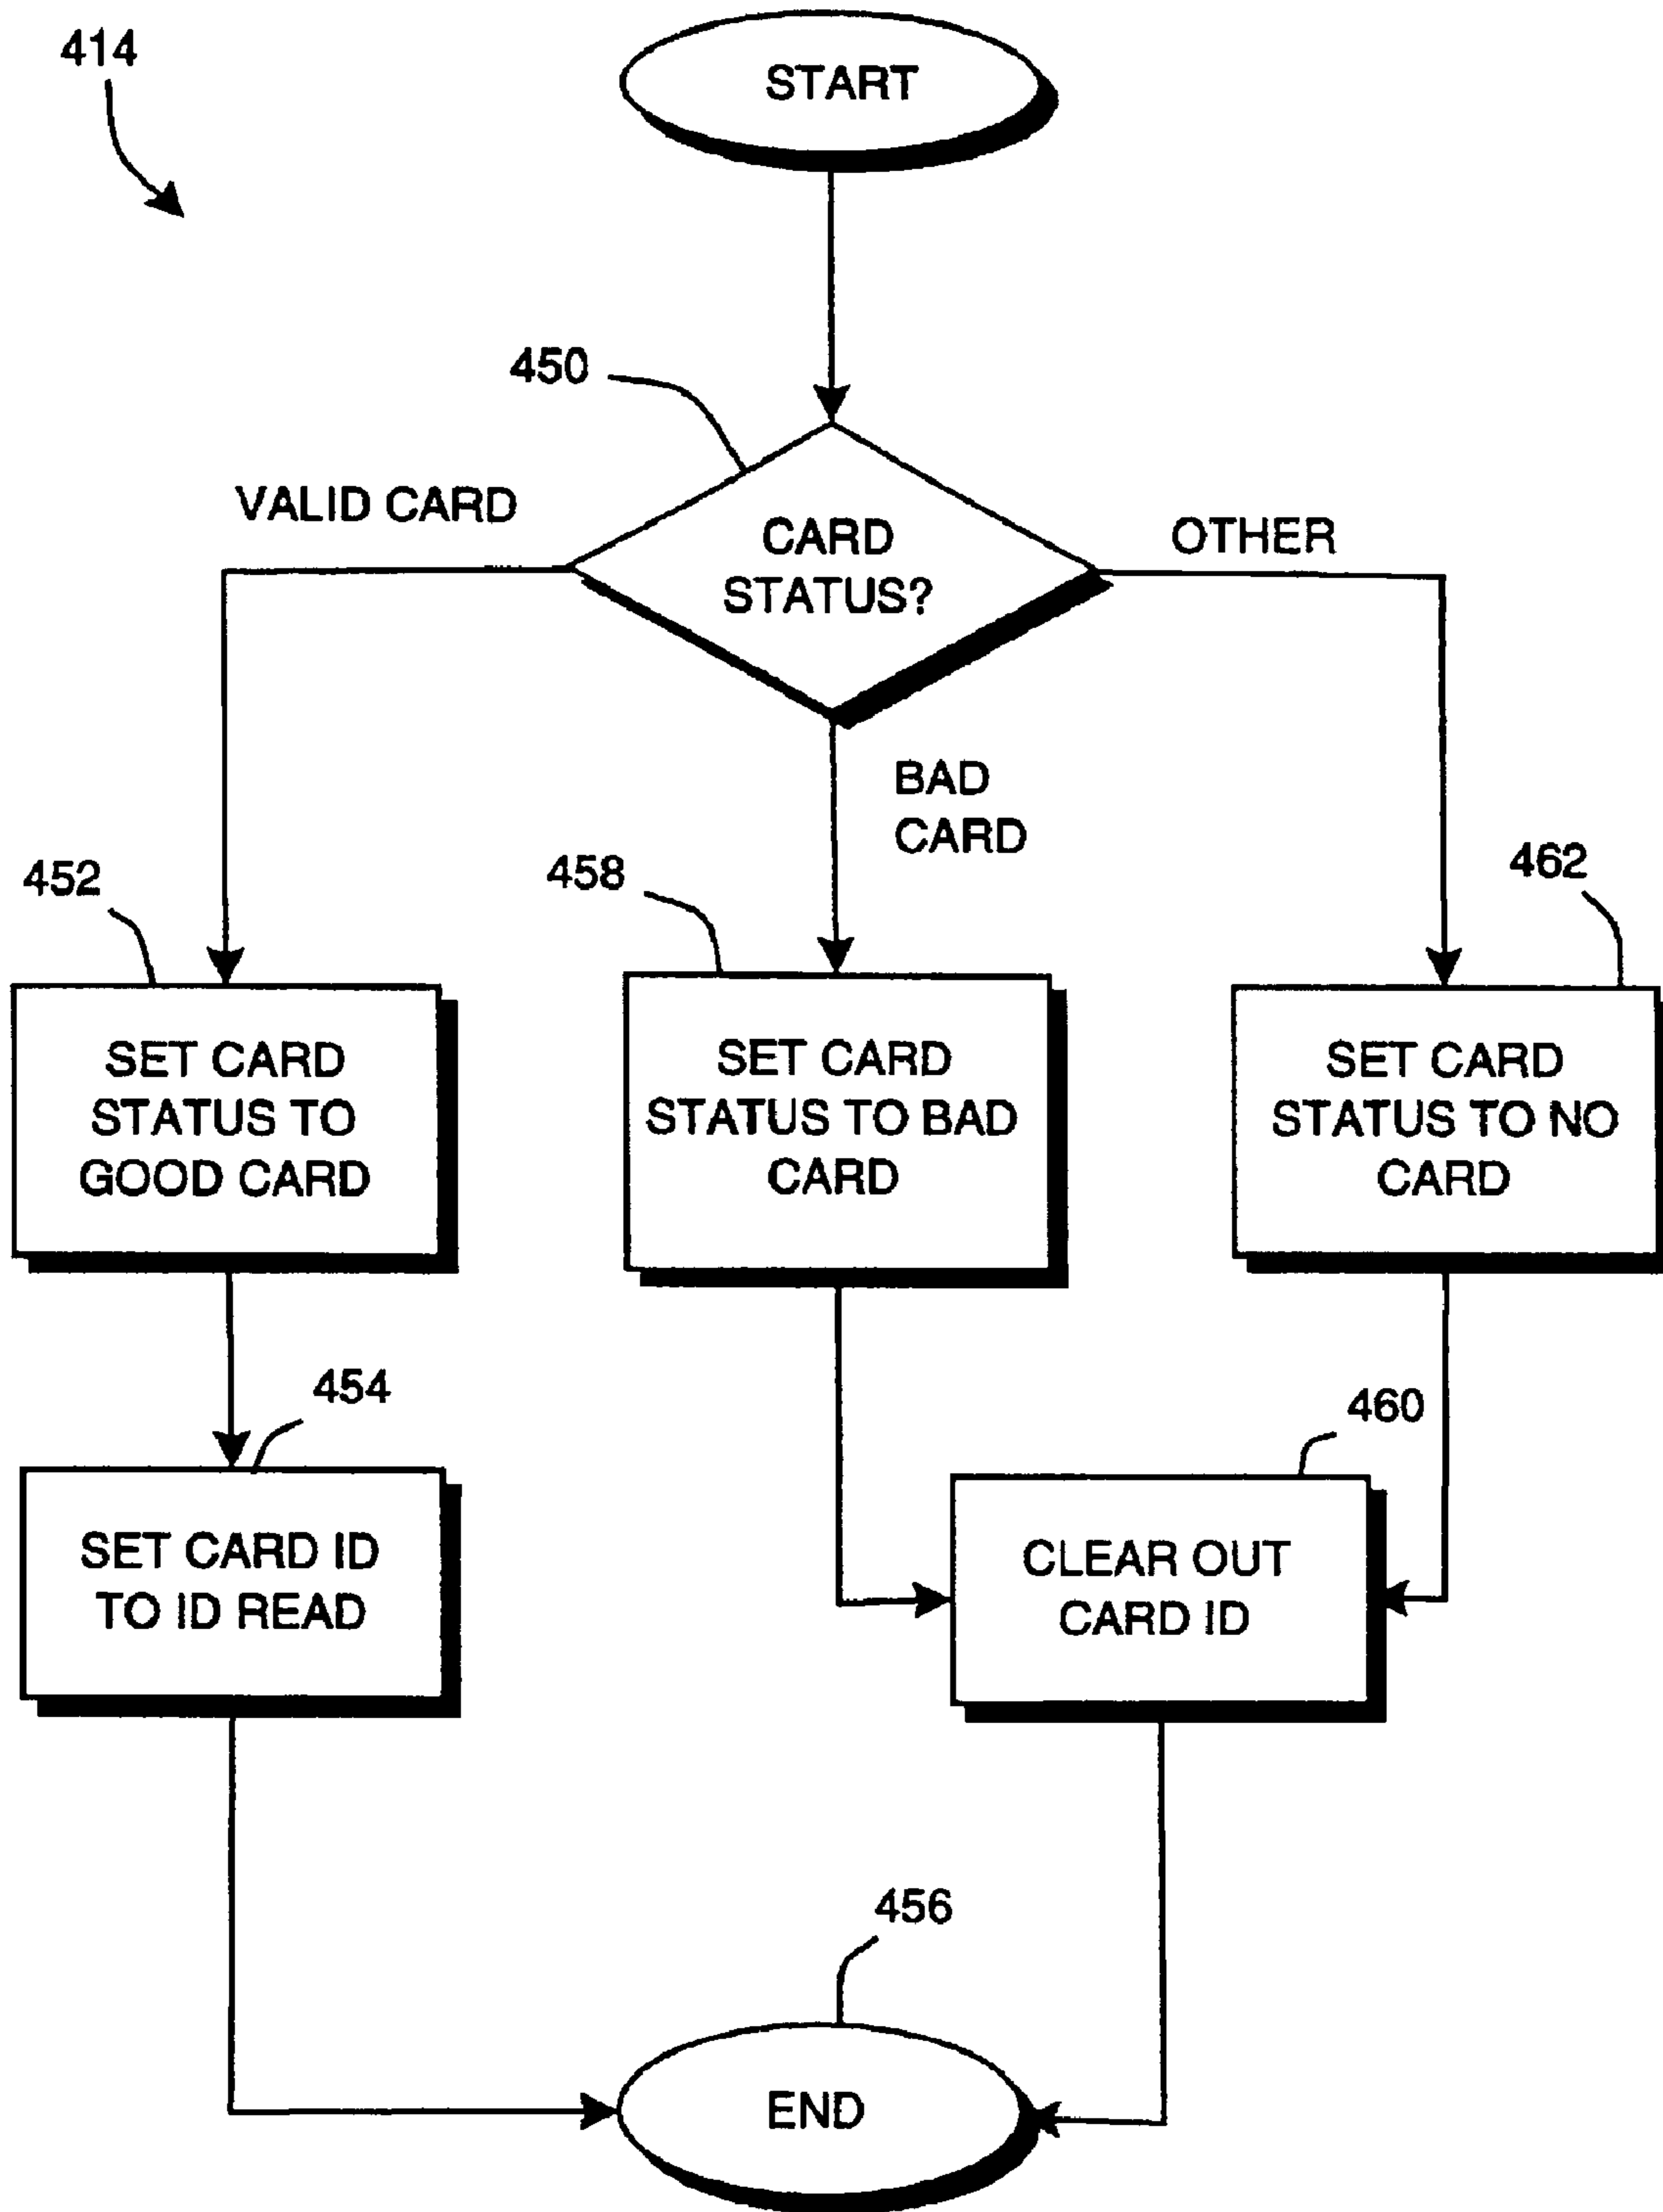 414
START
450
VALID CARD
CARD
STATUS?
OTHER
BAD
CARD
452
458
462
SET CARD
STATUS TO
GOOD CARD
SET CARD
STATUS TO BAD
CARD
SET CARD
STATUS TO NO
CARD
454
460
SET CARD ID
TO ID READ
CLEAR OUT
CARD ID
456
END